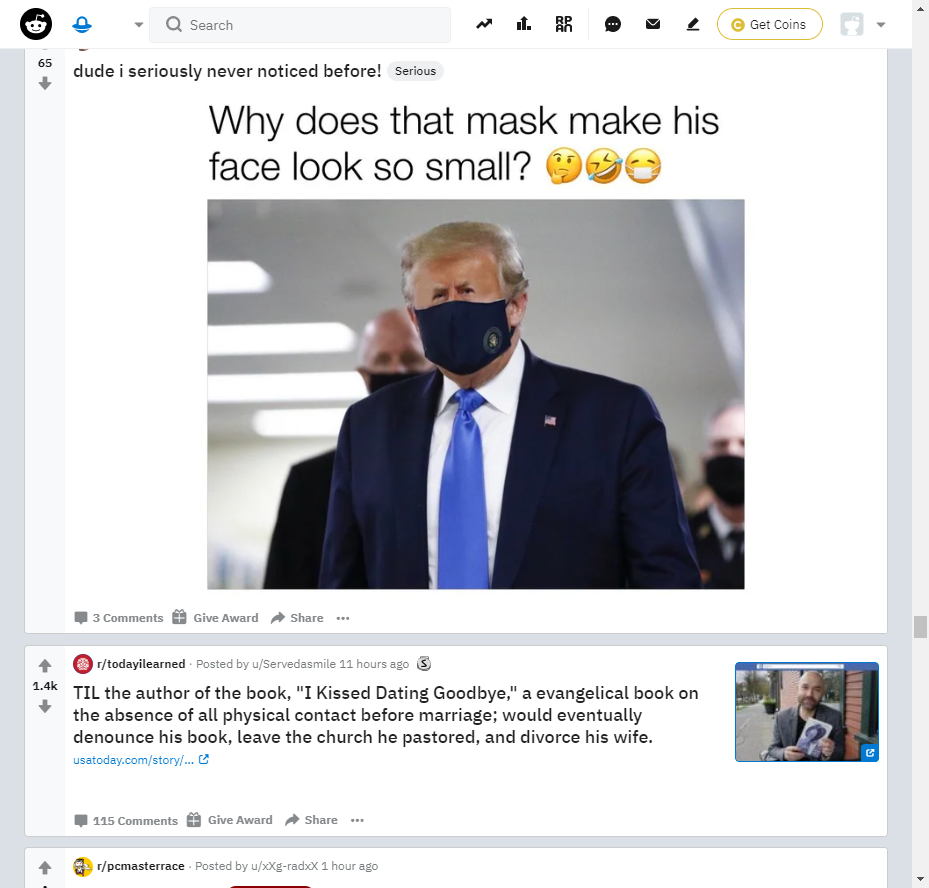 Search
Get Coins
65
dude i seriously never noticed before! Serious
Why does that mask make his
face look so small? 🤔🤣😷
3 Comments Give Award Share ...
r/todayilearned · Posted by u/Servedasmile 11 hours ago
1.4k
TIL the author of the book, "I Kissed Dating Goodbye," a evangelical book on
the absence of all physical contact before marriage; would eventually
denounce his book, leave the church he pastored, and divorce his wife.
usatoday.com/story/...
115 Comments Give Award Share ...
r/pcmasterrace · Posted by u/xXg-radxX 1 hour ago